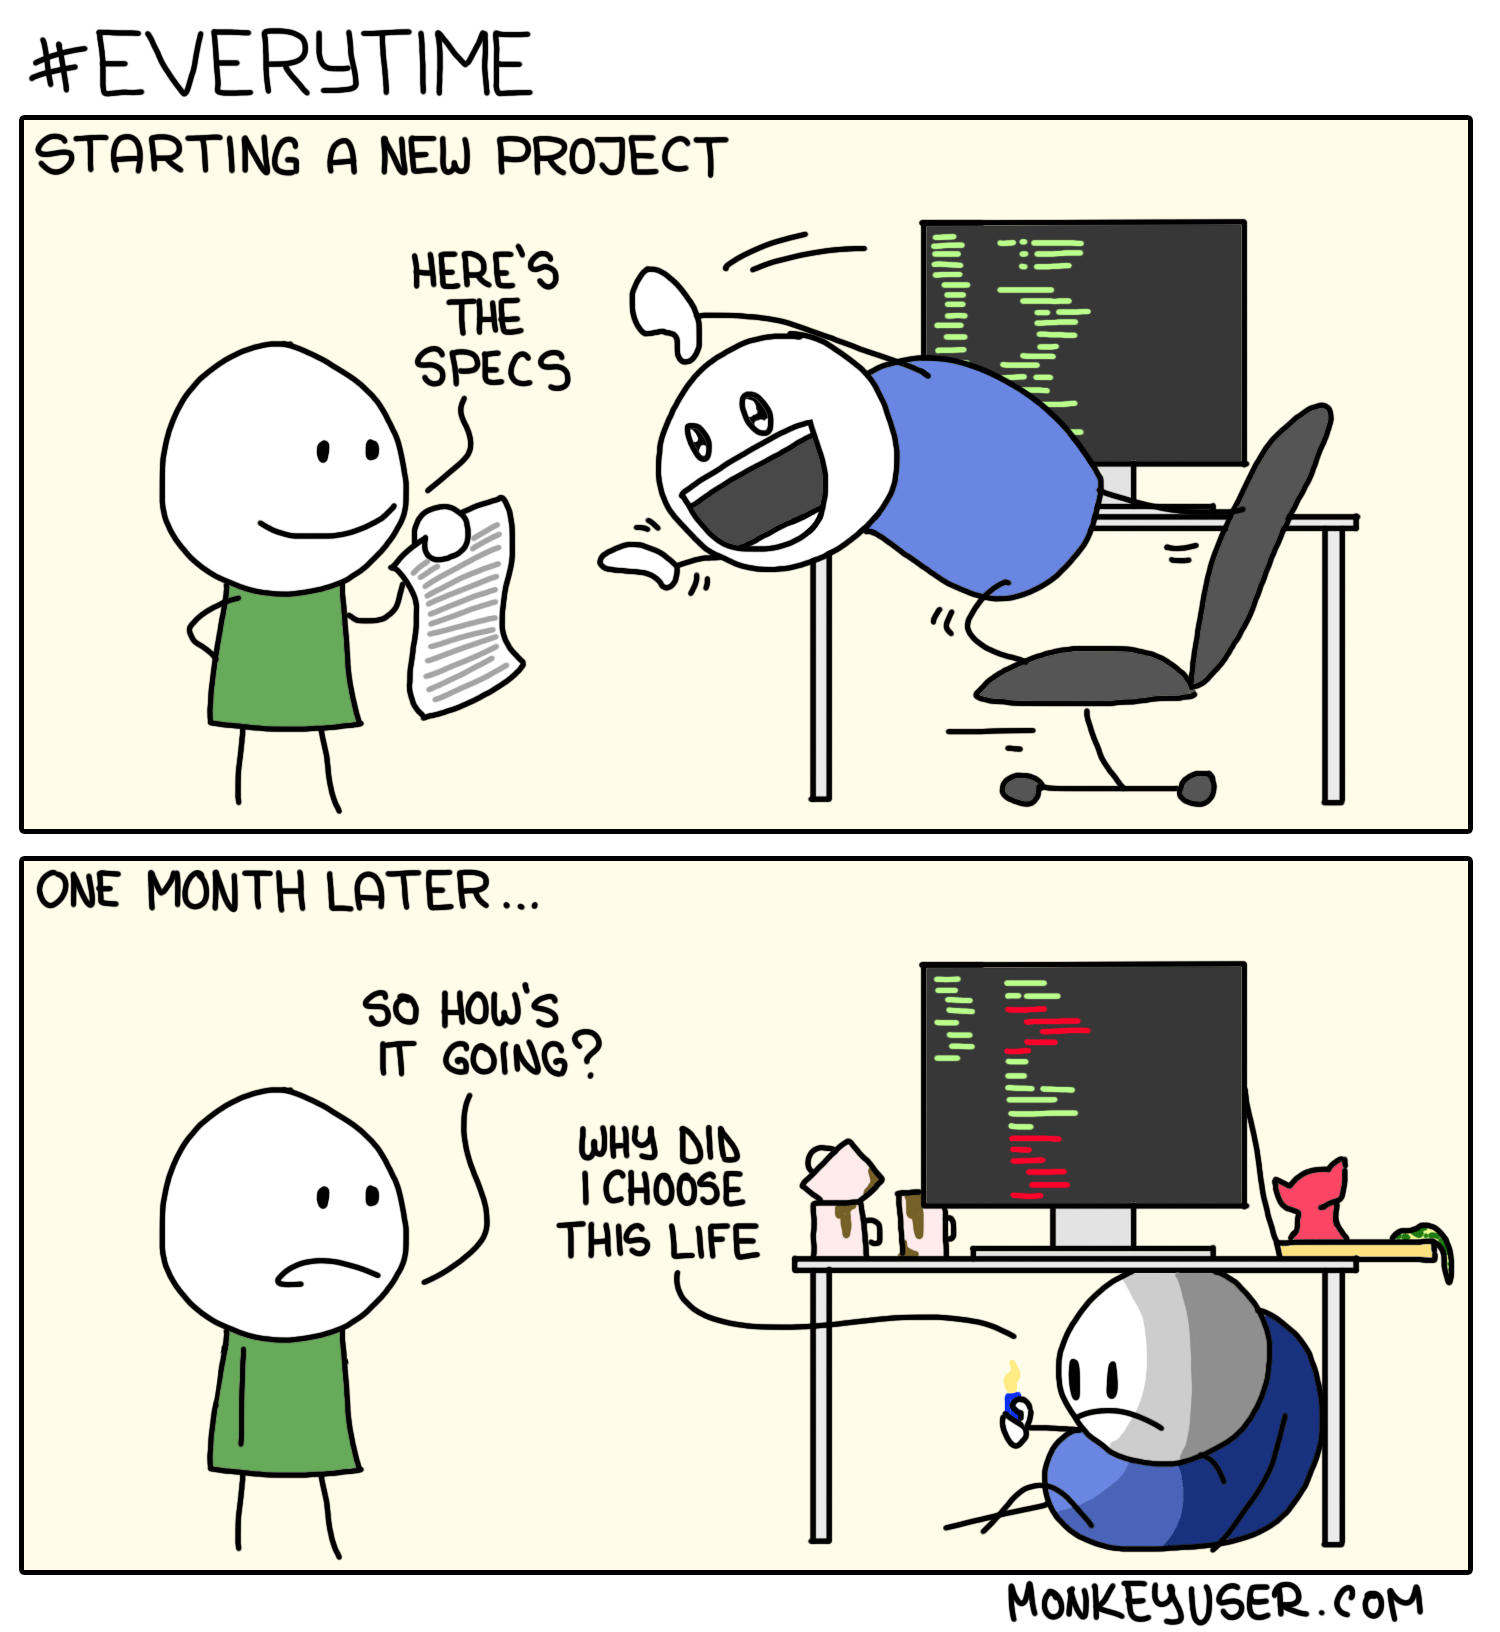 #EVERYTIME
STARTING A NEW PROJECT
HERE'S
THE
SPECS
ONE MONTH LATER...
SO HOW'S
IT GOING?
WHY DID
I CHOOSE
THIS LIFE
MONKEYUSER.COM